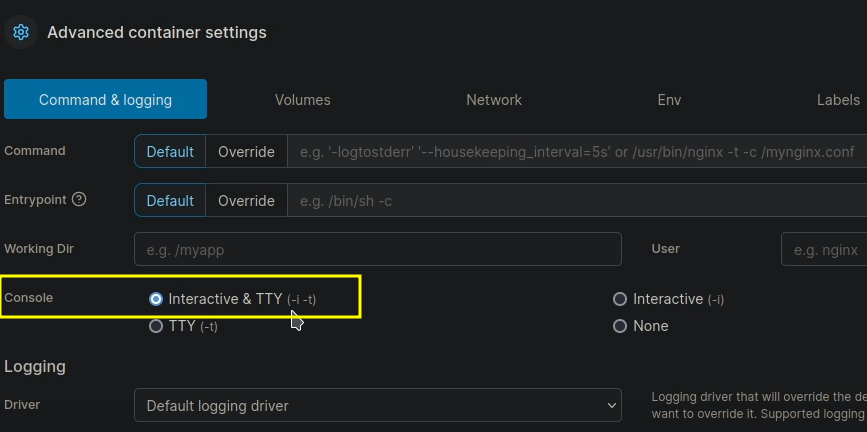 Advanced container settings
Command & logging Volumes Network Env Labels
Command Default Override e.g. '-logtostderr' '--housekeeping_interval=5s' or /usr/bin/nginx -t -c /mynginx.conf
Entrypoint Default Override e.g. /bin/sh -c
Working Dir e.g. /myapp User e.g. nginx
Console Interactive & TTY (-i -t) Interactive (-i)
TTY (-t) None
Logging
Driver Default logging driver Logging driver that will override the de
want to override it. Supported logging